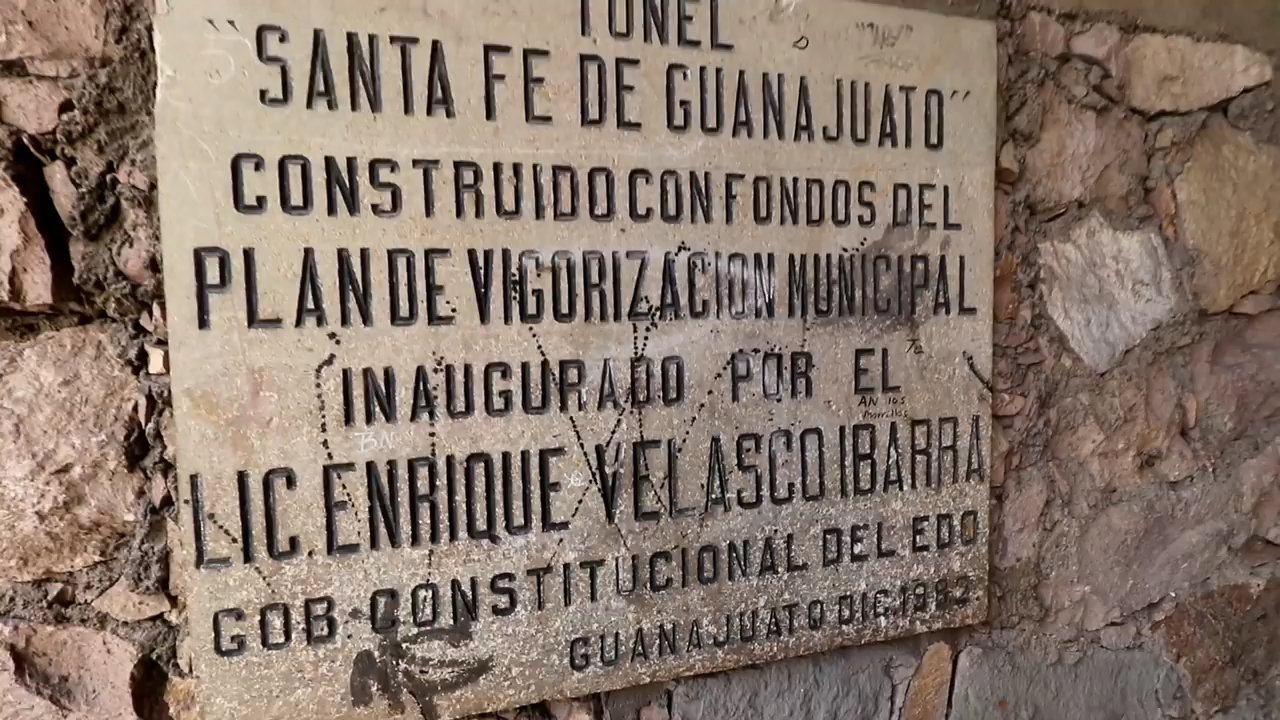 TUNEL
"SANTA FE DE GUANAJUATO"
CONSTRUIDO CON FONDOS DEL
PLAN DE VIGORIZACION MUNICIPAL
INAUGURADO POR EL
LIC. ENRIQUE VELASCO IBARRA
GOB. CONSTITUCIONAL DEL EDO
GUANAJUATO DIC. 1982